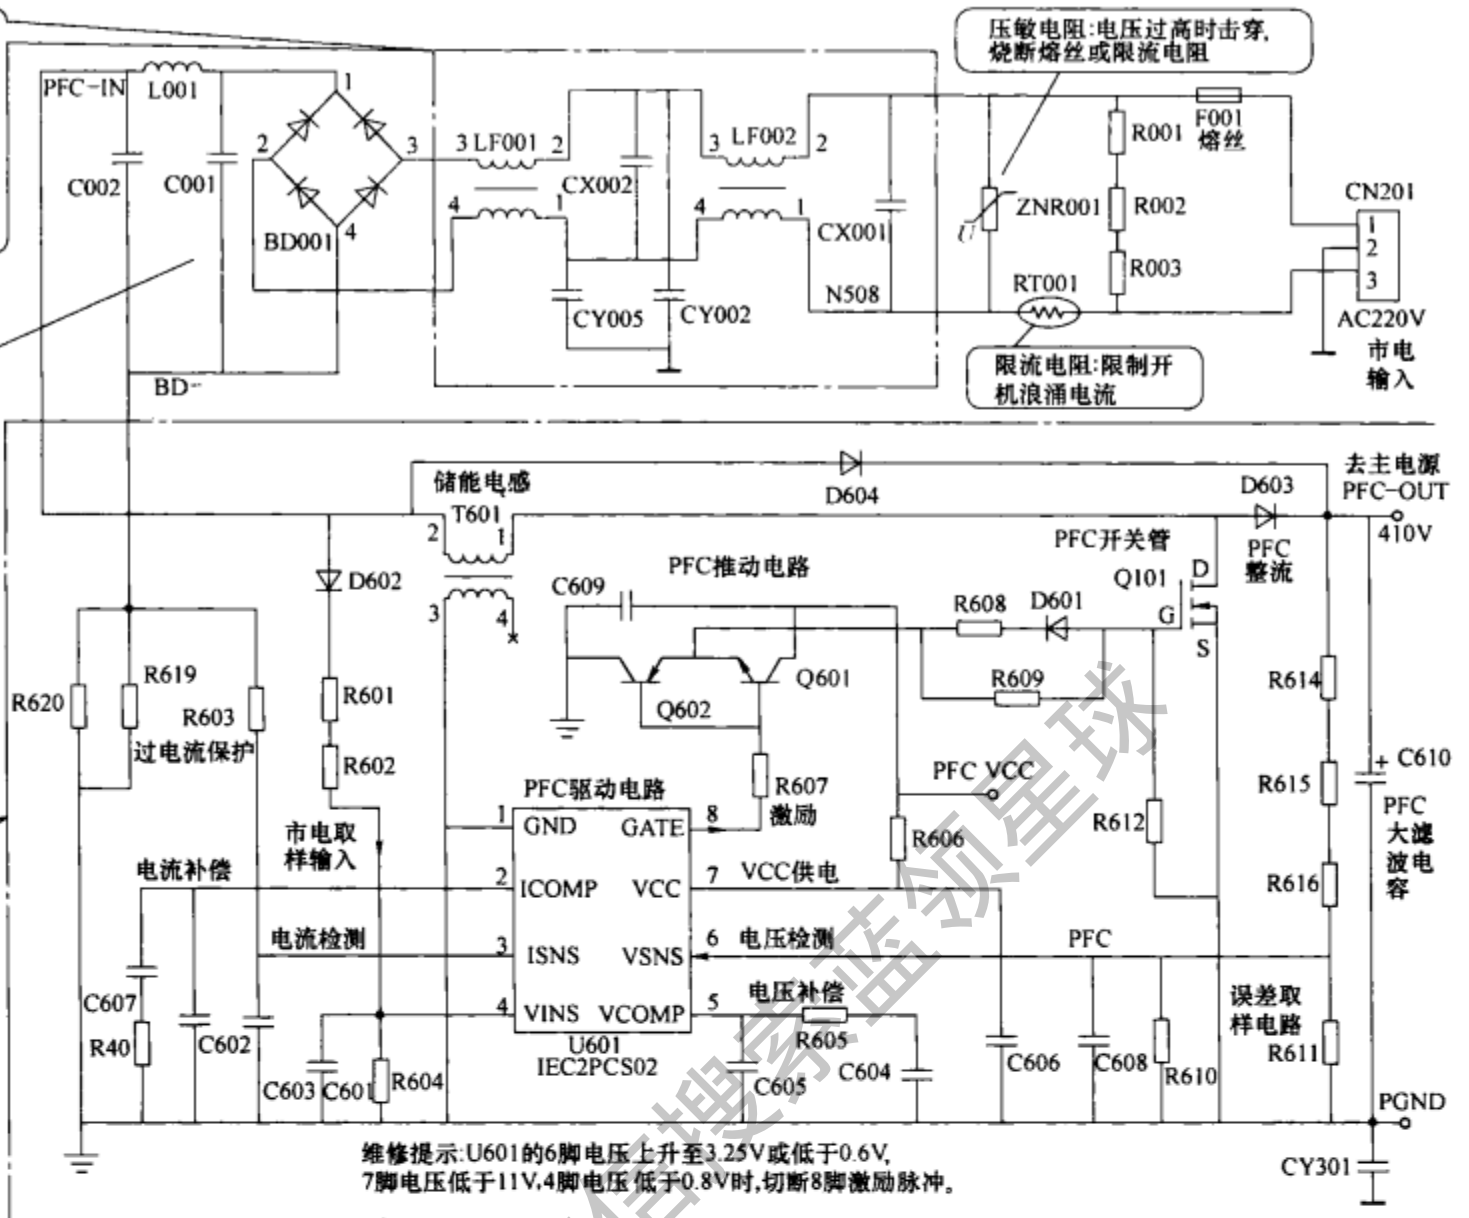 压敏电阻:电压过高时击穿,
烧断熔丝或限流电阻
PFC-IN
L001
1
2
3
4
C002
C001
BD001
BD-
3
LF001
2
4
1
CX002
CY005
CY002
3
LF002
2
4
1
CX001
N508
U
ZNR001
R001
R002
R003
RT001
F001
熔丝
CN201
1
2
3
AC220V
市电
输入
限流电阻:限制开
机浪涌电流
储能电感
T601
2
1
3
4
D604
D603
去主电源
PFC-OUT
410V
PFC
整流
PFC开关管
Q101
D
G
S
D602
PFC推动电路
C609
R608
D601
R609
Q601
Q602
R620
R619
R603
过电流保护
R601
R602
R614
PFC驱动电路
R607
激励
PFC VCC
R606
R612
R615
C610
+
PFC
大滤
波电
容
市电取
样输入
电流补偿
1
GND
GATE
8
2
ICOMP
VCC
7
VCC供电
R616
电流检测
3
ISNS
VSNS
6
电压检测
PFC
4
VINS
VCOMP
5
电压补偿
误差取
样电路
C607
R40
C602
C603
C601
R604
U601
IEC2PCS02
R605
C605
C604
C606
C608
R610
R611
PGND
CY301
维修提示:U601的6脚电压上升至3.25V或低于0.6V,
7脚电压低于11V,4脚电压低于0.8V时,切断8脚激励脉冲。
信搜索蓝领星球